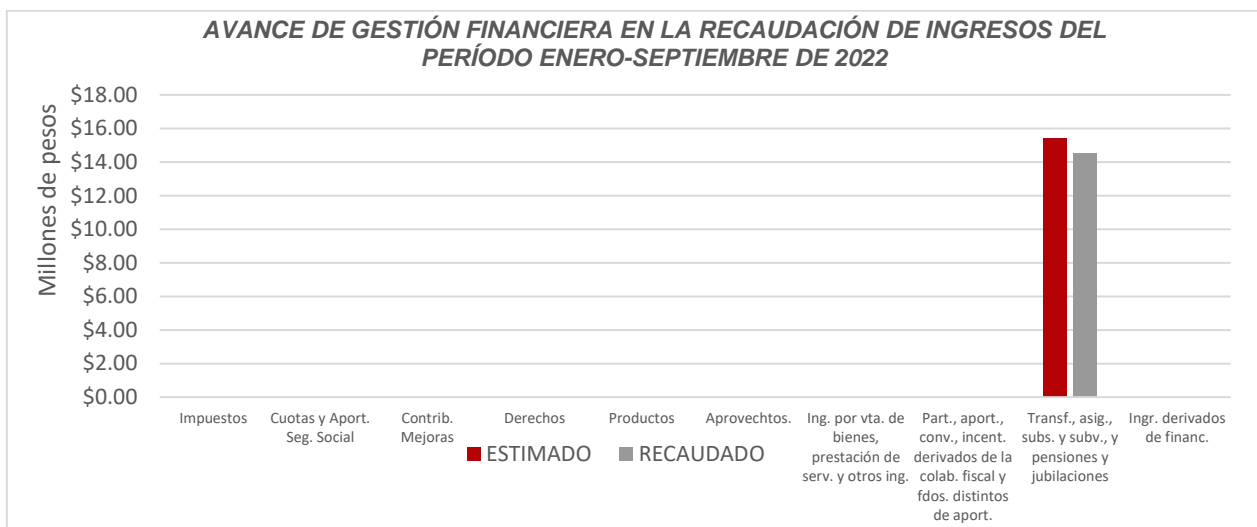 AVANCE DE GESTIÓN FINANCIERA EN LA RECAUDACIÓN DE INGRESOS DEL
PERÍODO ENERO-SEPTIEMBRE DE 2022
Millones de pesos
$18.00
$16.00
$14.00
$12.00
$10.00
$8.00
$6.00
$4.00
$2.00
$0.00
Impuestos
Cuotas y Aport.
Seg. Social
Contrib.
Mejoras
Derechos
Productos
Aprovechtos.
Ing. por vta. de
bienes,
prestación de
serv. y otros ing.
Part., aport.,
conv., incent.
derivados de la
colab. fiscal y
fdos. distintos
de aport.
Transf., asig.,
subs. y subv., y
pensiones y
jubilaciones
Ingr. derivados
de financ.
ESTIMADO
RECAUDADO